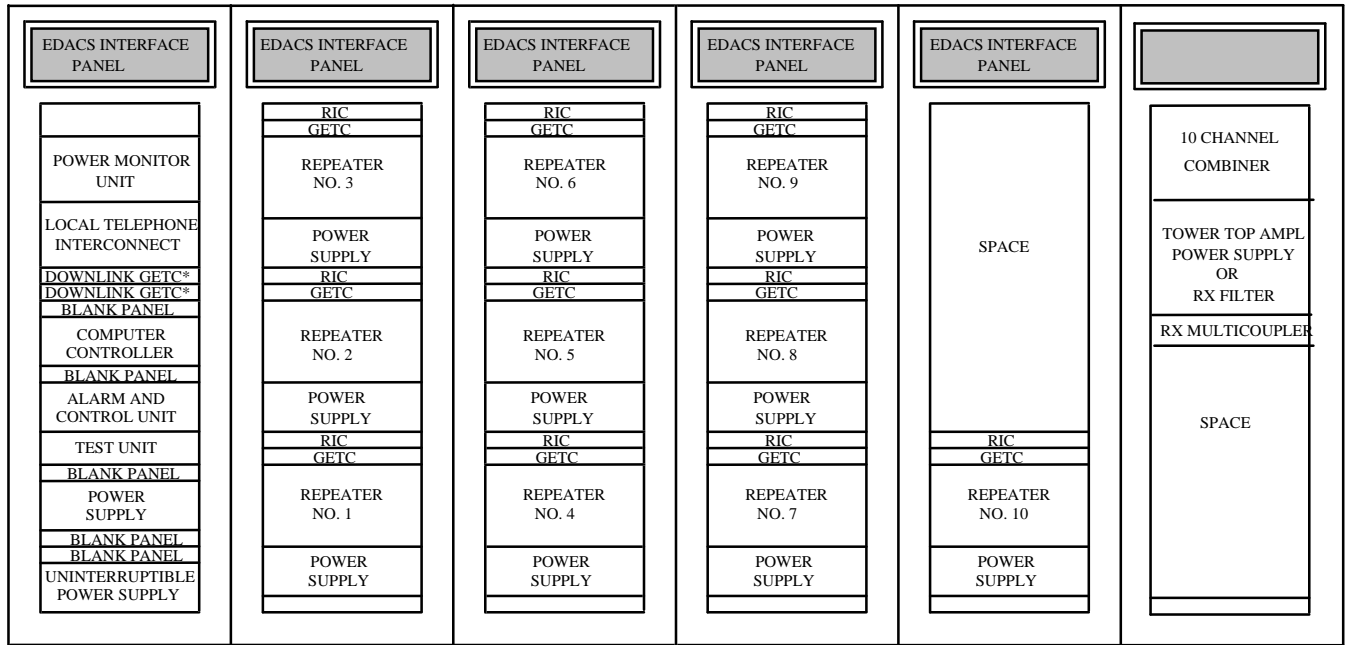 EDACS INTERFACE
PANEL
POWER MONITOR
UNIT
LOCAL TELEPHONE
INTERCONNECT
DOWNLINK GETC*
DOWNLINK GETC*
BLANK PANEL
COMPUTER
CONTROLLER
BLANK PANEL
ALARM AND
CONTROL UNIT
TEST UNIT
BLANK PANEL
POWER
SUPPLY
BLANK PANEL
BLANK PANEL
UNINTERRUPTIBLE
POWER SUPPLY
EDACS INTERFACE
PANEL
RIC
GETC
REPEATER
NO. 3
POWER
SUPPLY
RIC
GETC
REPEATER
NO. 2
POWER
SUPPLY
RIC
GETC
REPEATER
NO. 1
POWER
SUPPLY
EDACS INTERFACE
PANEL
RIC
GETC
REPEATER
NO. 6
POWER
SUPPLY
RIC
GETC
REPEATER
NO. 5
POWER
SUPPLY
RIC
GETC
REPEATER
NO. 4
POWER
SUPPLY
EDACS INTERFACE
PANEL
RIC
GETC
REPEATER
NO. 9
POWER
SUPPLY
RIC
GETC
REPEATER
NO. 8
POWER
SUPPLY
RIC
GETC
REPEATER
NO. 7
POWER
SUPPLY
EDACS INTERFACE
PANEL
SPACE
RIC
GETC
REPEATER
NO. 10
POWER
SUPPLY
10 CHANNEL
COMBINER
TOWER TOP AMPL
POWER SUPPLY
OR
RX FILTER
RX MULTICOUPLER
SPACE